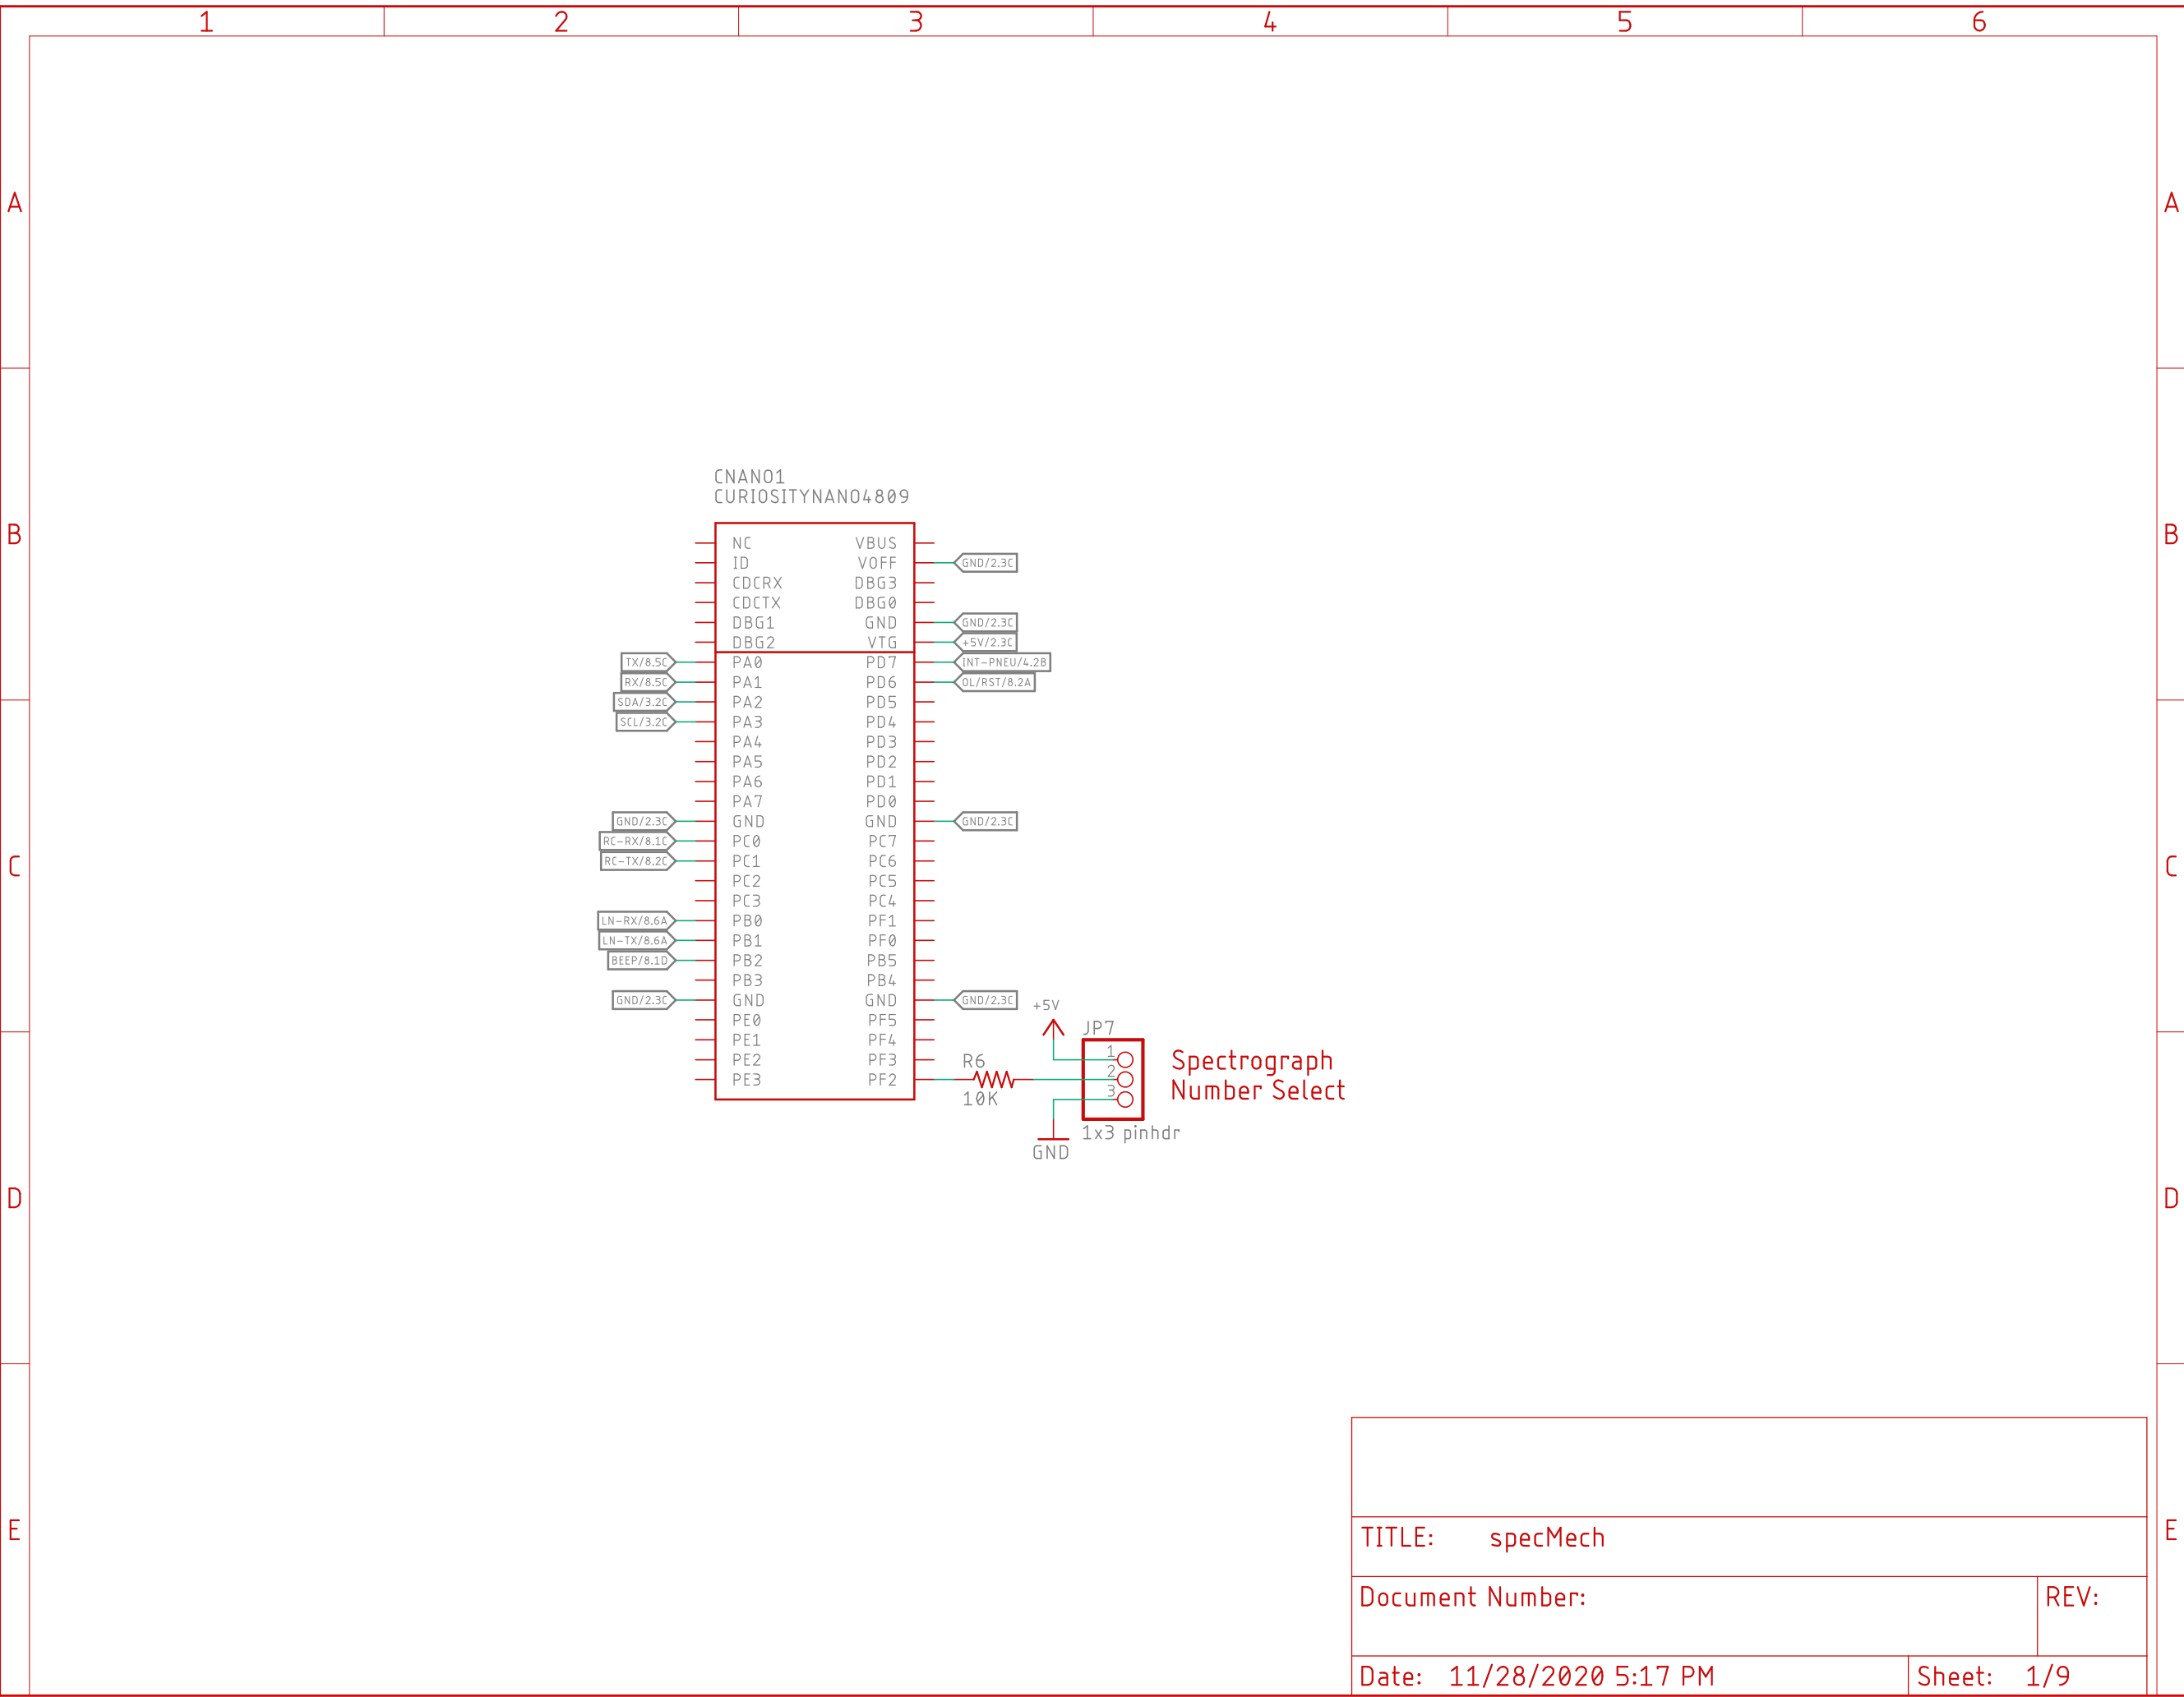 1 2 3 4 5 6
A A
B B
C C
D D
E E
CNANO1
CURIOSITYNANO4809
NC VBUS
ID VOFF GND/2.3C
CDCRX DBG3
CDCTX DBG0
DBG1 GND GND/2.3C
DBG2 VTG +5V/2.3C
TX/8.5C PA0 PD7 INT-PNEU/4.2B
RX/8.5C PA1 PD6 OL/RST/8.2A
SDA/3.2C PA2 PD5
SCL/3.2C PA3 PD4
PA4 PD3
PA5 PD2
PA6 PD1
PA7 PD0
GND/2.3C GND GND GND/2.3C
RC-RX/8.1C PC0 PC7
RC-TX/8.2C PC1 PC6
PC2 PC5
PC3 PC4
LN-RX/8.6A PB0 PF1
LN-TX/8.6A PB1 PF0
BEEP/8.1D PB2 PB5
PB3 PB4
GND/2.3C GND GND GND/2.3C
PE0 PF5
PE1 PF4
PE2 PF3
PE3 PF2
+5V
JP7
R6
10K
1
2
3
1x3 pinhdr
GND
Spectrograph
Number Select
TITLE: specMech
Document Number:
REV:
Date: 11/28/2020 5:17 PM
Sheet: 1/9